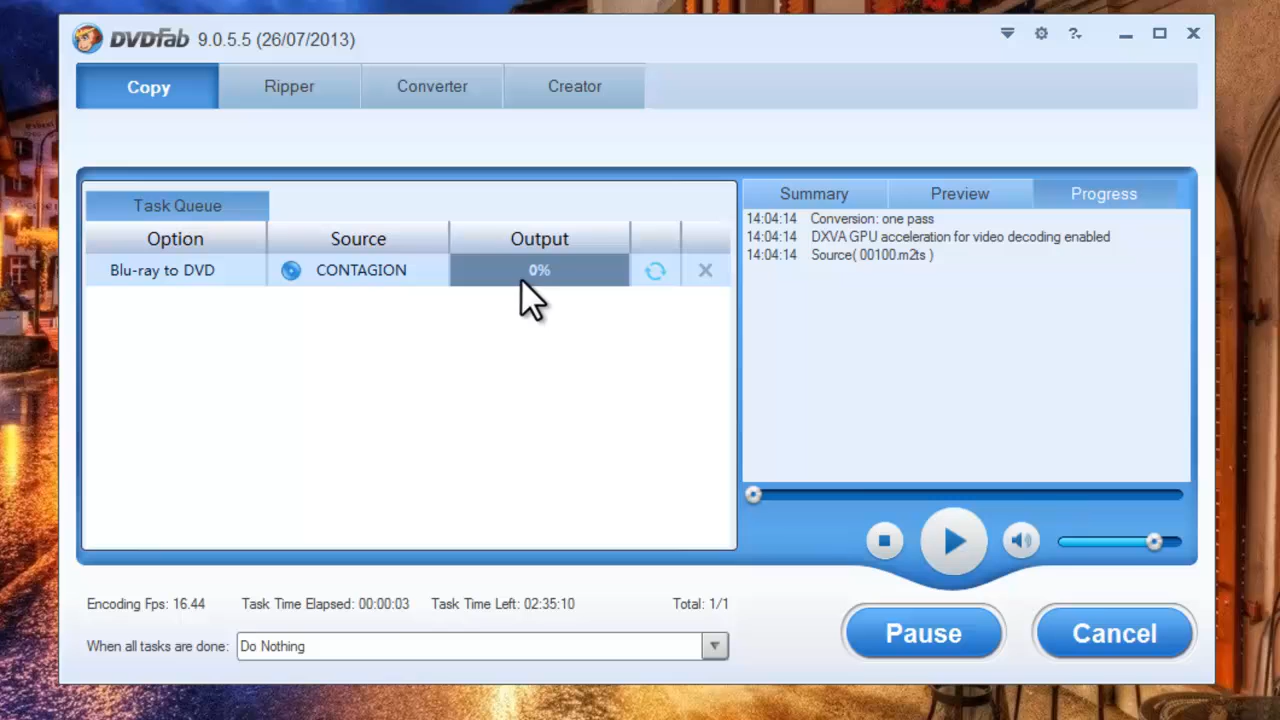 DVDFab 9.0.5.5 (26/07/2013)
Copy Ripper Converter Creator
Task Queue
Option Source Output
Blu-ray to DVD CONTAGION 0%
Summary Preview Progress
14:04:14 Conversion: one pass
14:04:14 DXVA GPU acceleration for video decoding enabled
14:04:14 Source( 00100.m2ts )
Encoding Fps: 16.44 Task Time Elapsed: 00:00:03 Task Time Left: 02:35:10 Total: 1/1
When all tasks are done: Do Nothing
Pause Cancel